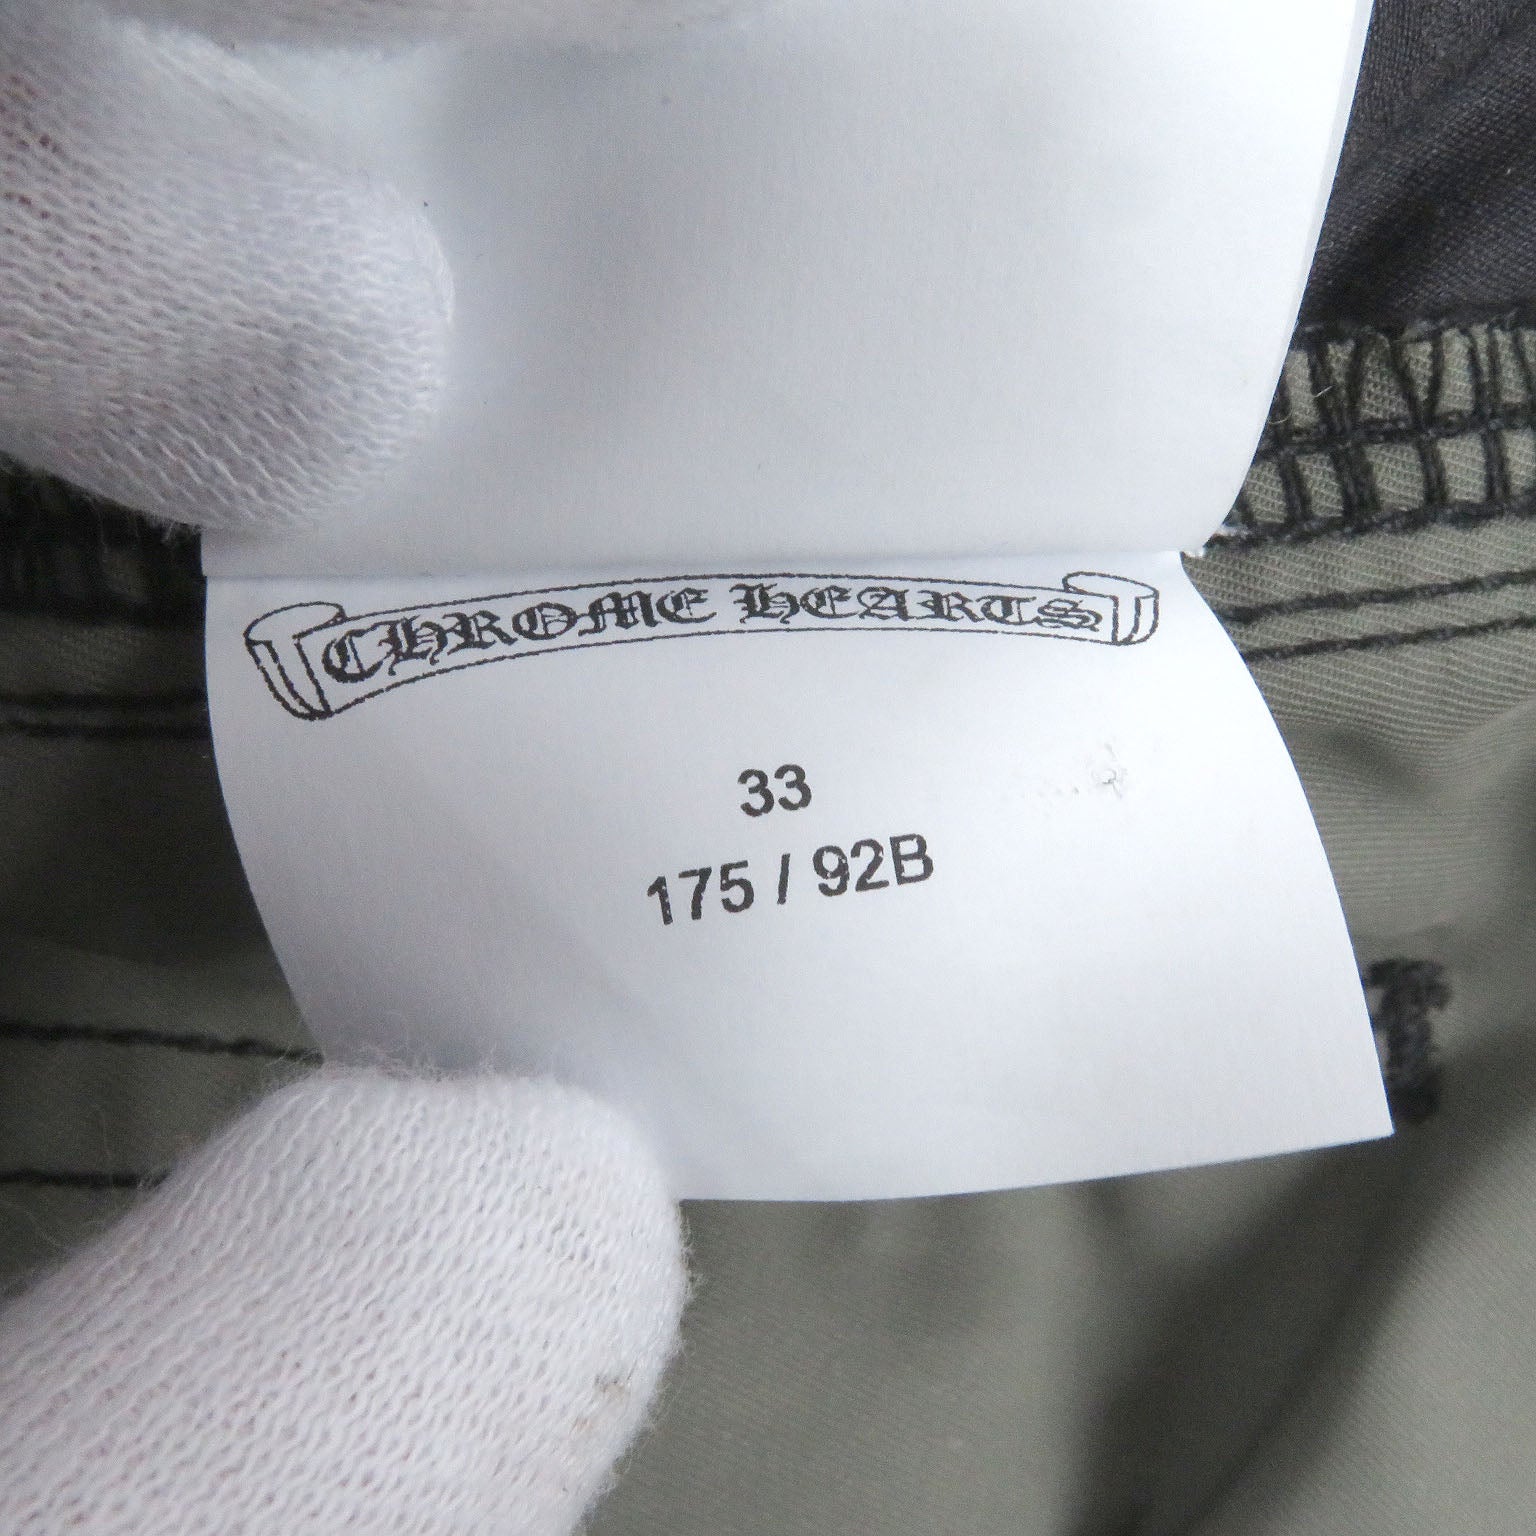 CHROME HEARTS
33
175 / 92B